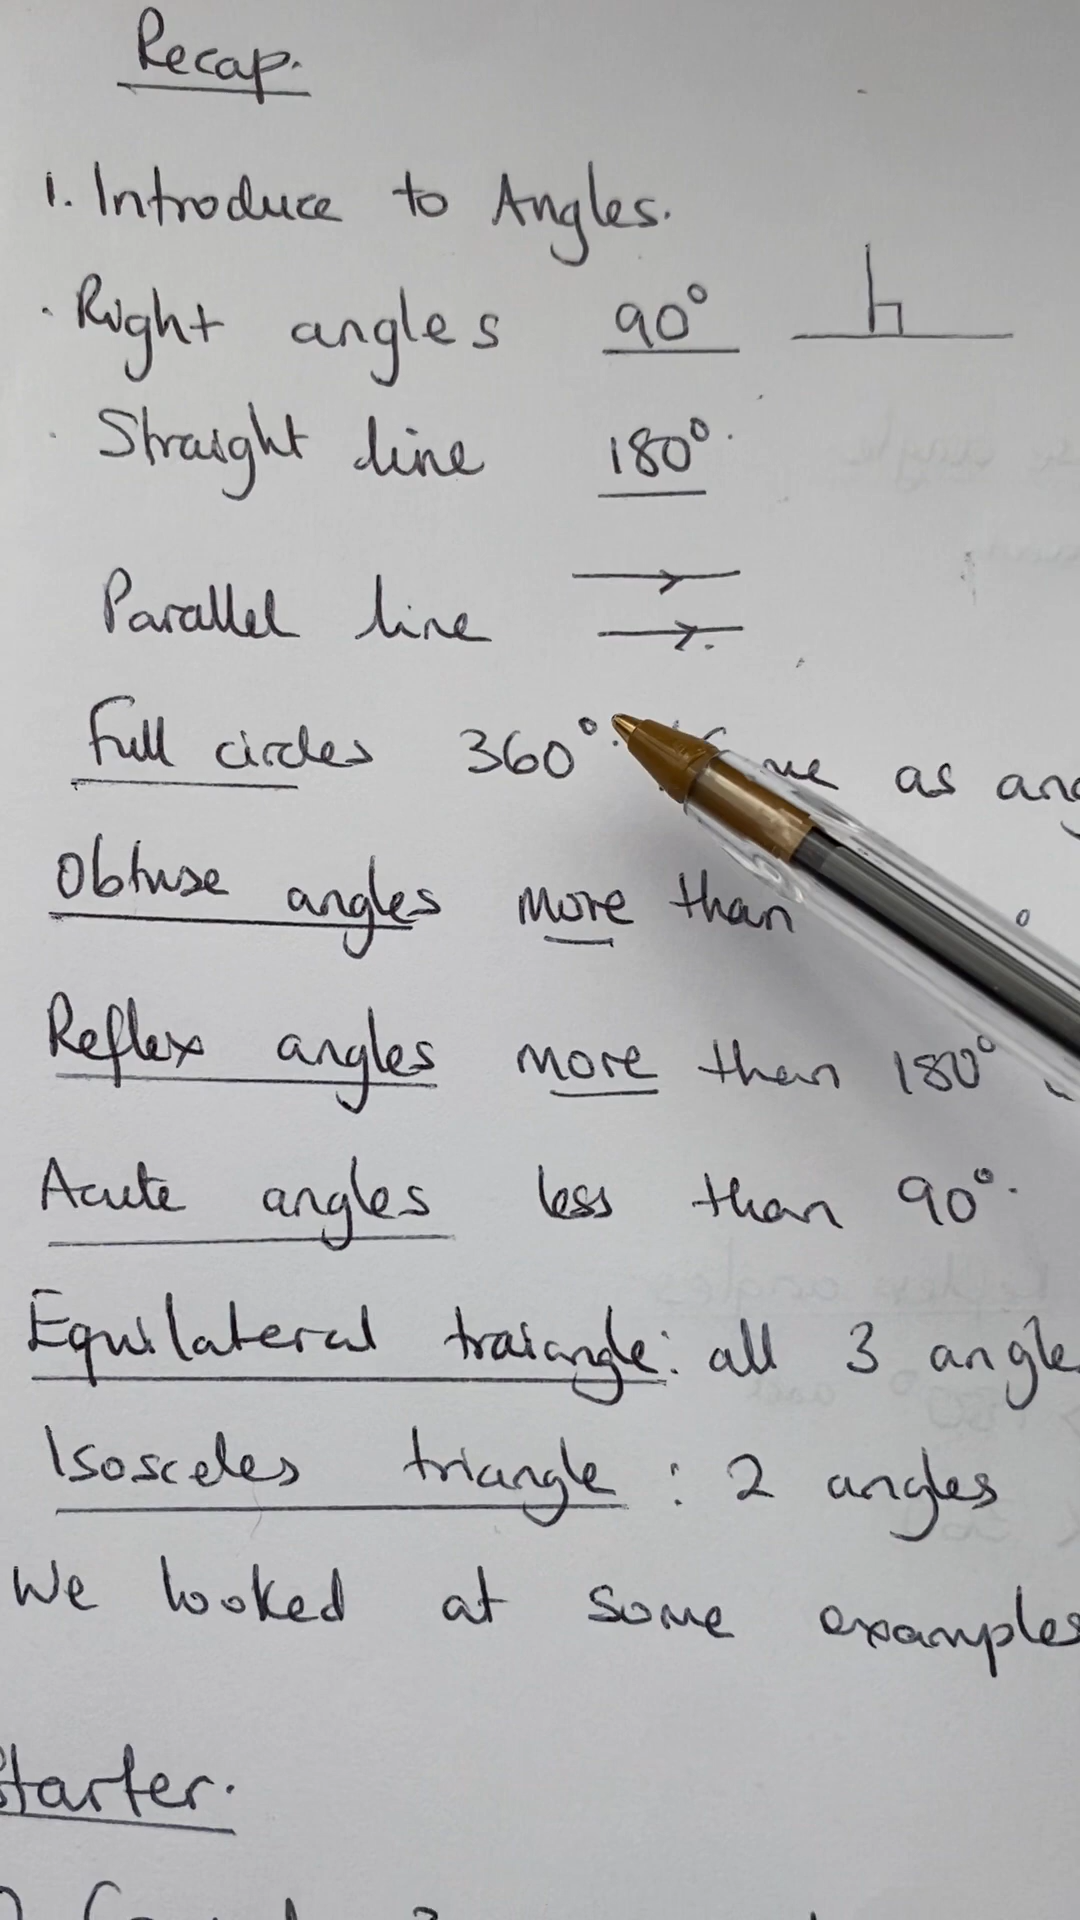 Recap.
1. Introduce to Angles.
· Right angles 90°
· Straight line 180°.
Parallel line
Full circles 360°. as
Obtuse angles more than
Reflex angles more than 180°
Acute angles less than 90°.
Equilateral traiangle: all 3 angle
Isosceles triangle : 2 angles
We looked at some examples
Starter.